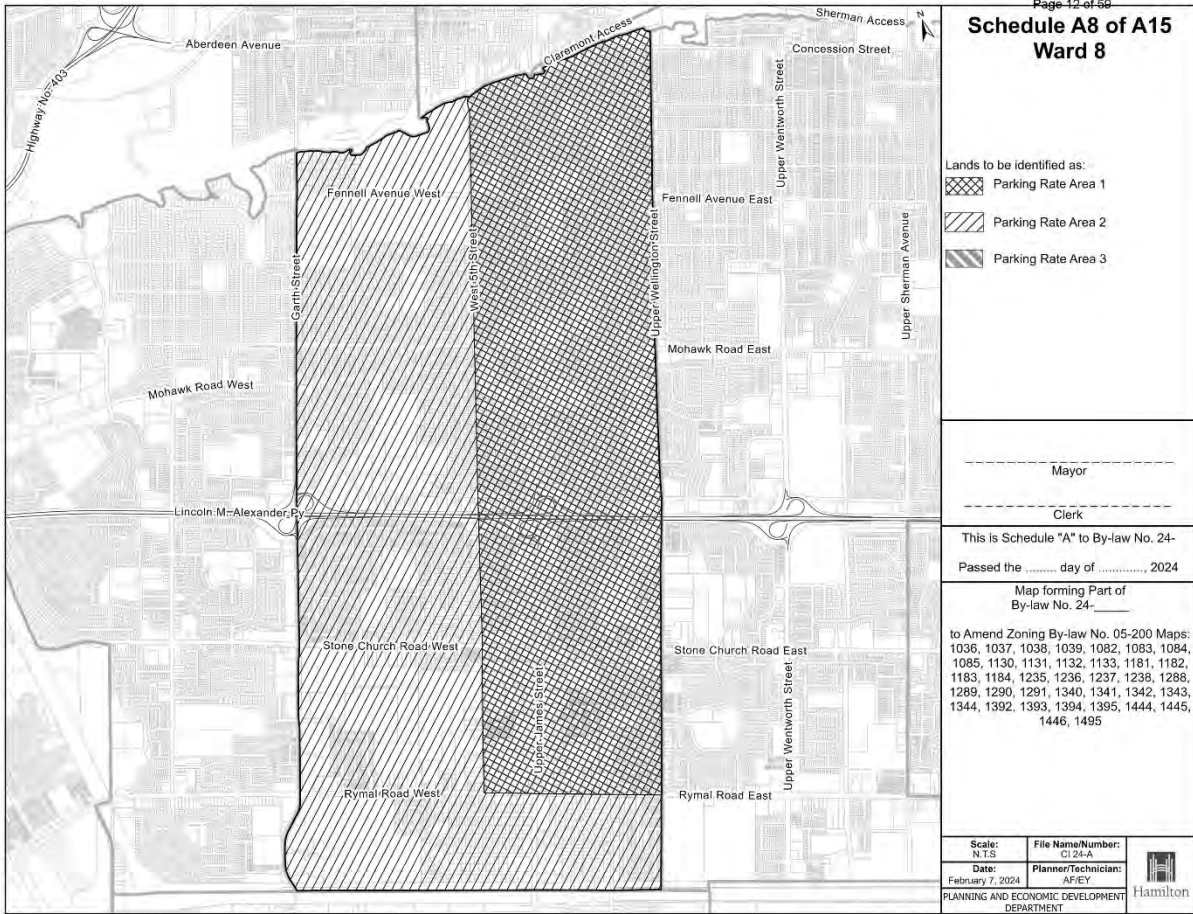 Page 12 of 59
Schedule A8 of A15
Ward 8
Lands to be identified as:
Parking Rate Area 1
Parking Rate Area 2
Parking Rate Area 3
Mayor
Clerk
This is Schedule "A" to By-law No. 24-
Passed the ......... day of ............., 2024
Map forming Part of
By-law No. 24-_____
to Amend Zoning By-law No. 05-200 Maps:
1036, 1037, 1038, 1039, 1082, 1083, 1084,
1085, 1130, 1131, 1132, 1133, 1181, 1182,
1183, 1184, 1235, 1236, 1237, 1238, 1288,
1289, 1290, 1291, 1340, 1341, 1342, 1343,
1344, 1392, 1393, 1394, 1395, 1444, 1445,
1446, 1495
Scale:
N.T.S
File Name/Number:
CI 24-A
Date:
February 7, 2024
Planner/Technician:
AF/EY
PLANNING AND ECONOMIC DEVELOPMENT
DEPARTMENT
Hamilton
N
Sherman Access
Claremont Access
Aberdeen Avenue
Concession Street
Highway No. 403
Upper Wentworth Street
Fennell Avenue West
Fennell Avenue East
Garth Street
West 5th Street
Upper Wellington Street
Upper Sherman Avenue
Mohawk Road East
Mohawk Road West
Lincoln M. Alexander Py
Stone Church Road West
Stone Church Road East
Upper James Street
Upper Wentworth Street
Rymal Road West
Rymal Road East